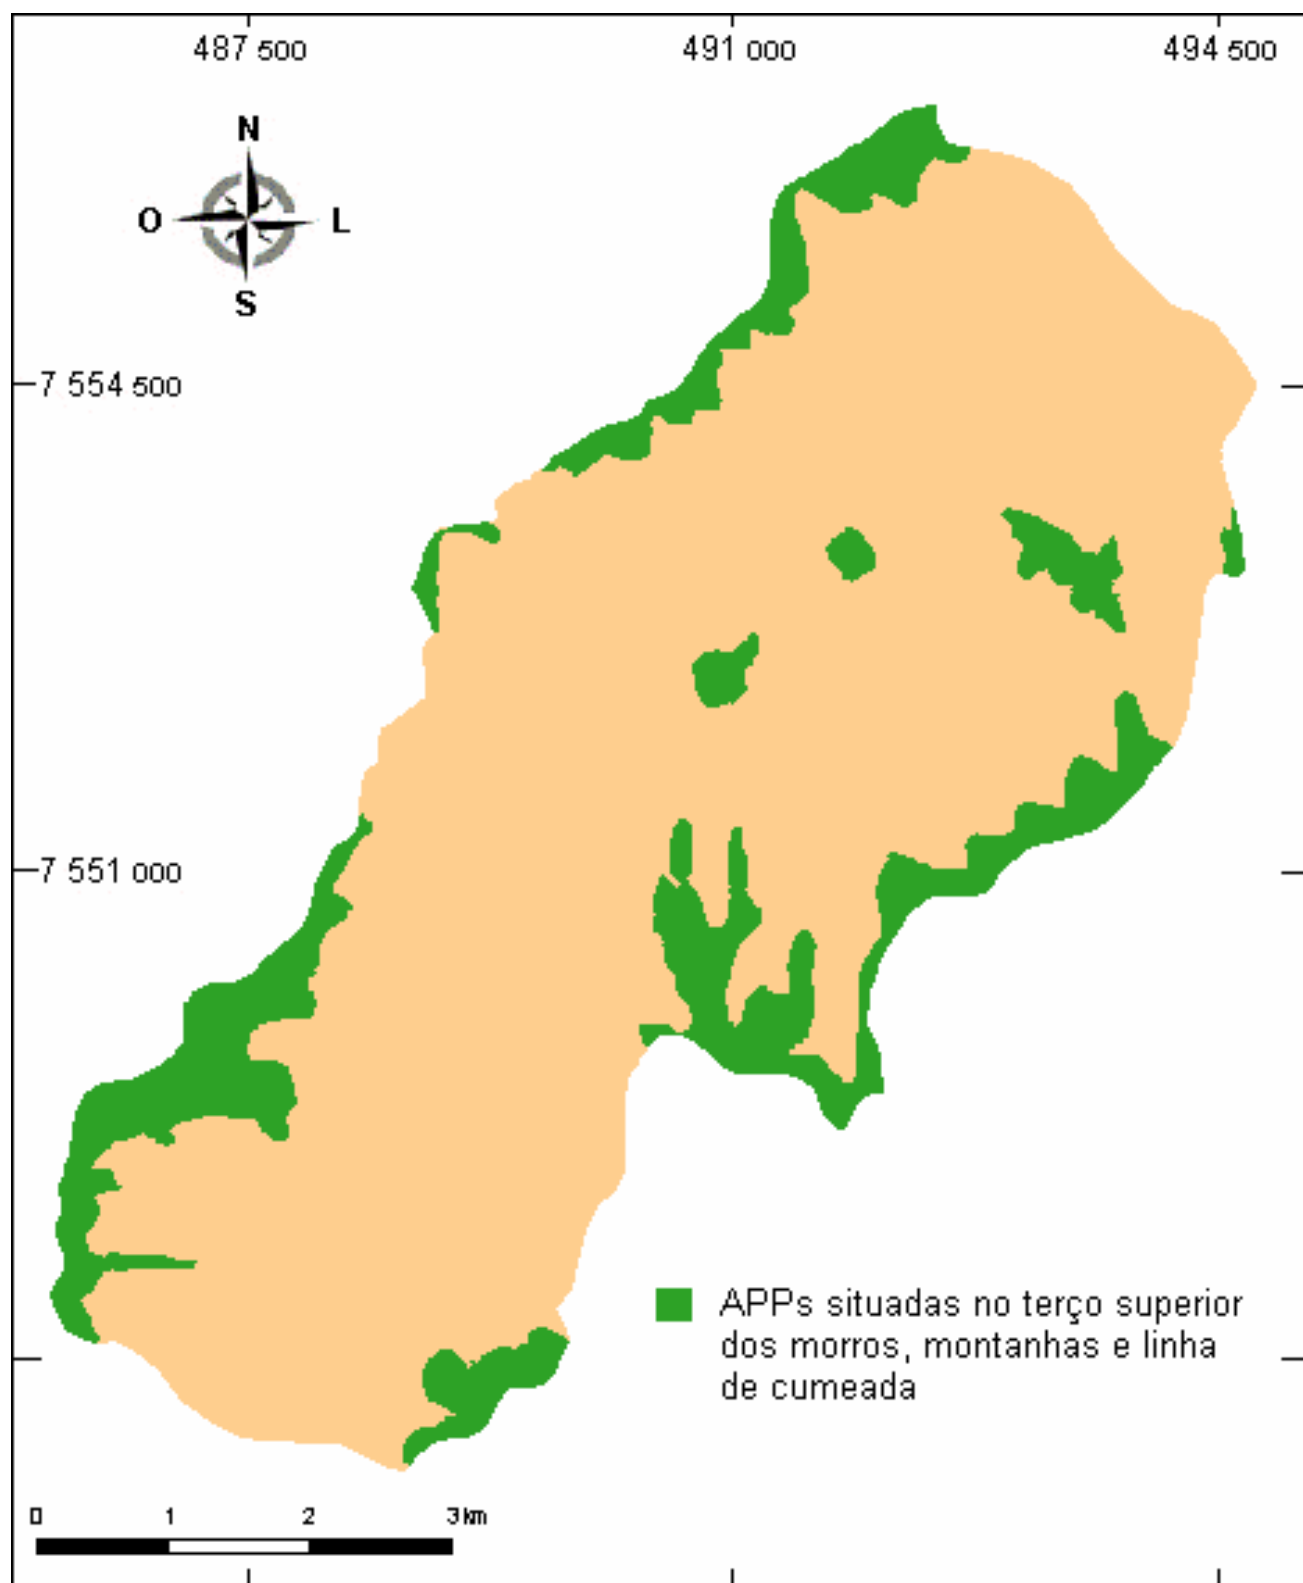 487 500 491 000 494 500
N
O L
S
7 554 500
7 551 000
APPs situadas no terço superior
dos morros, montanhas e linha
de cumeada
0 1 2 3 km